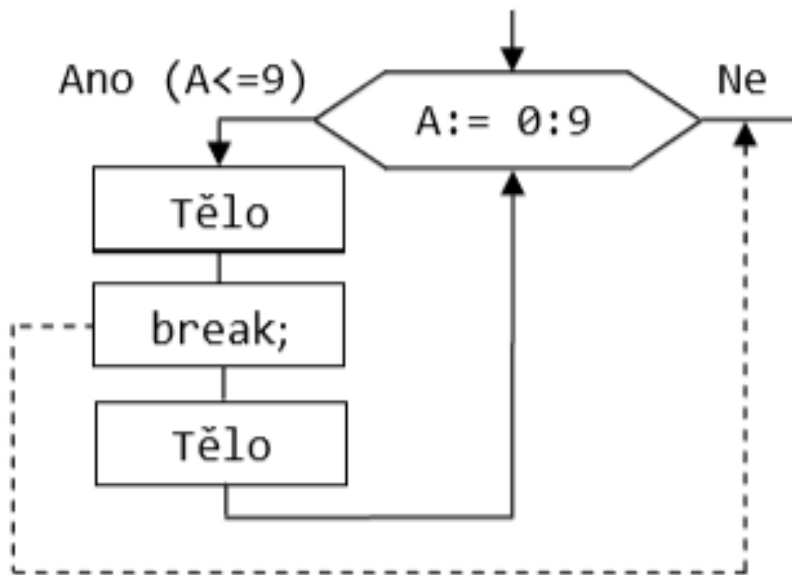 Ano (A<=9)
A:= 0:9
Ne
Tělo
break;
Tělo